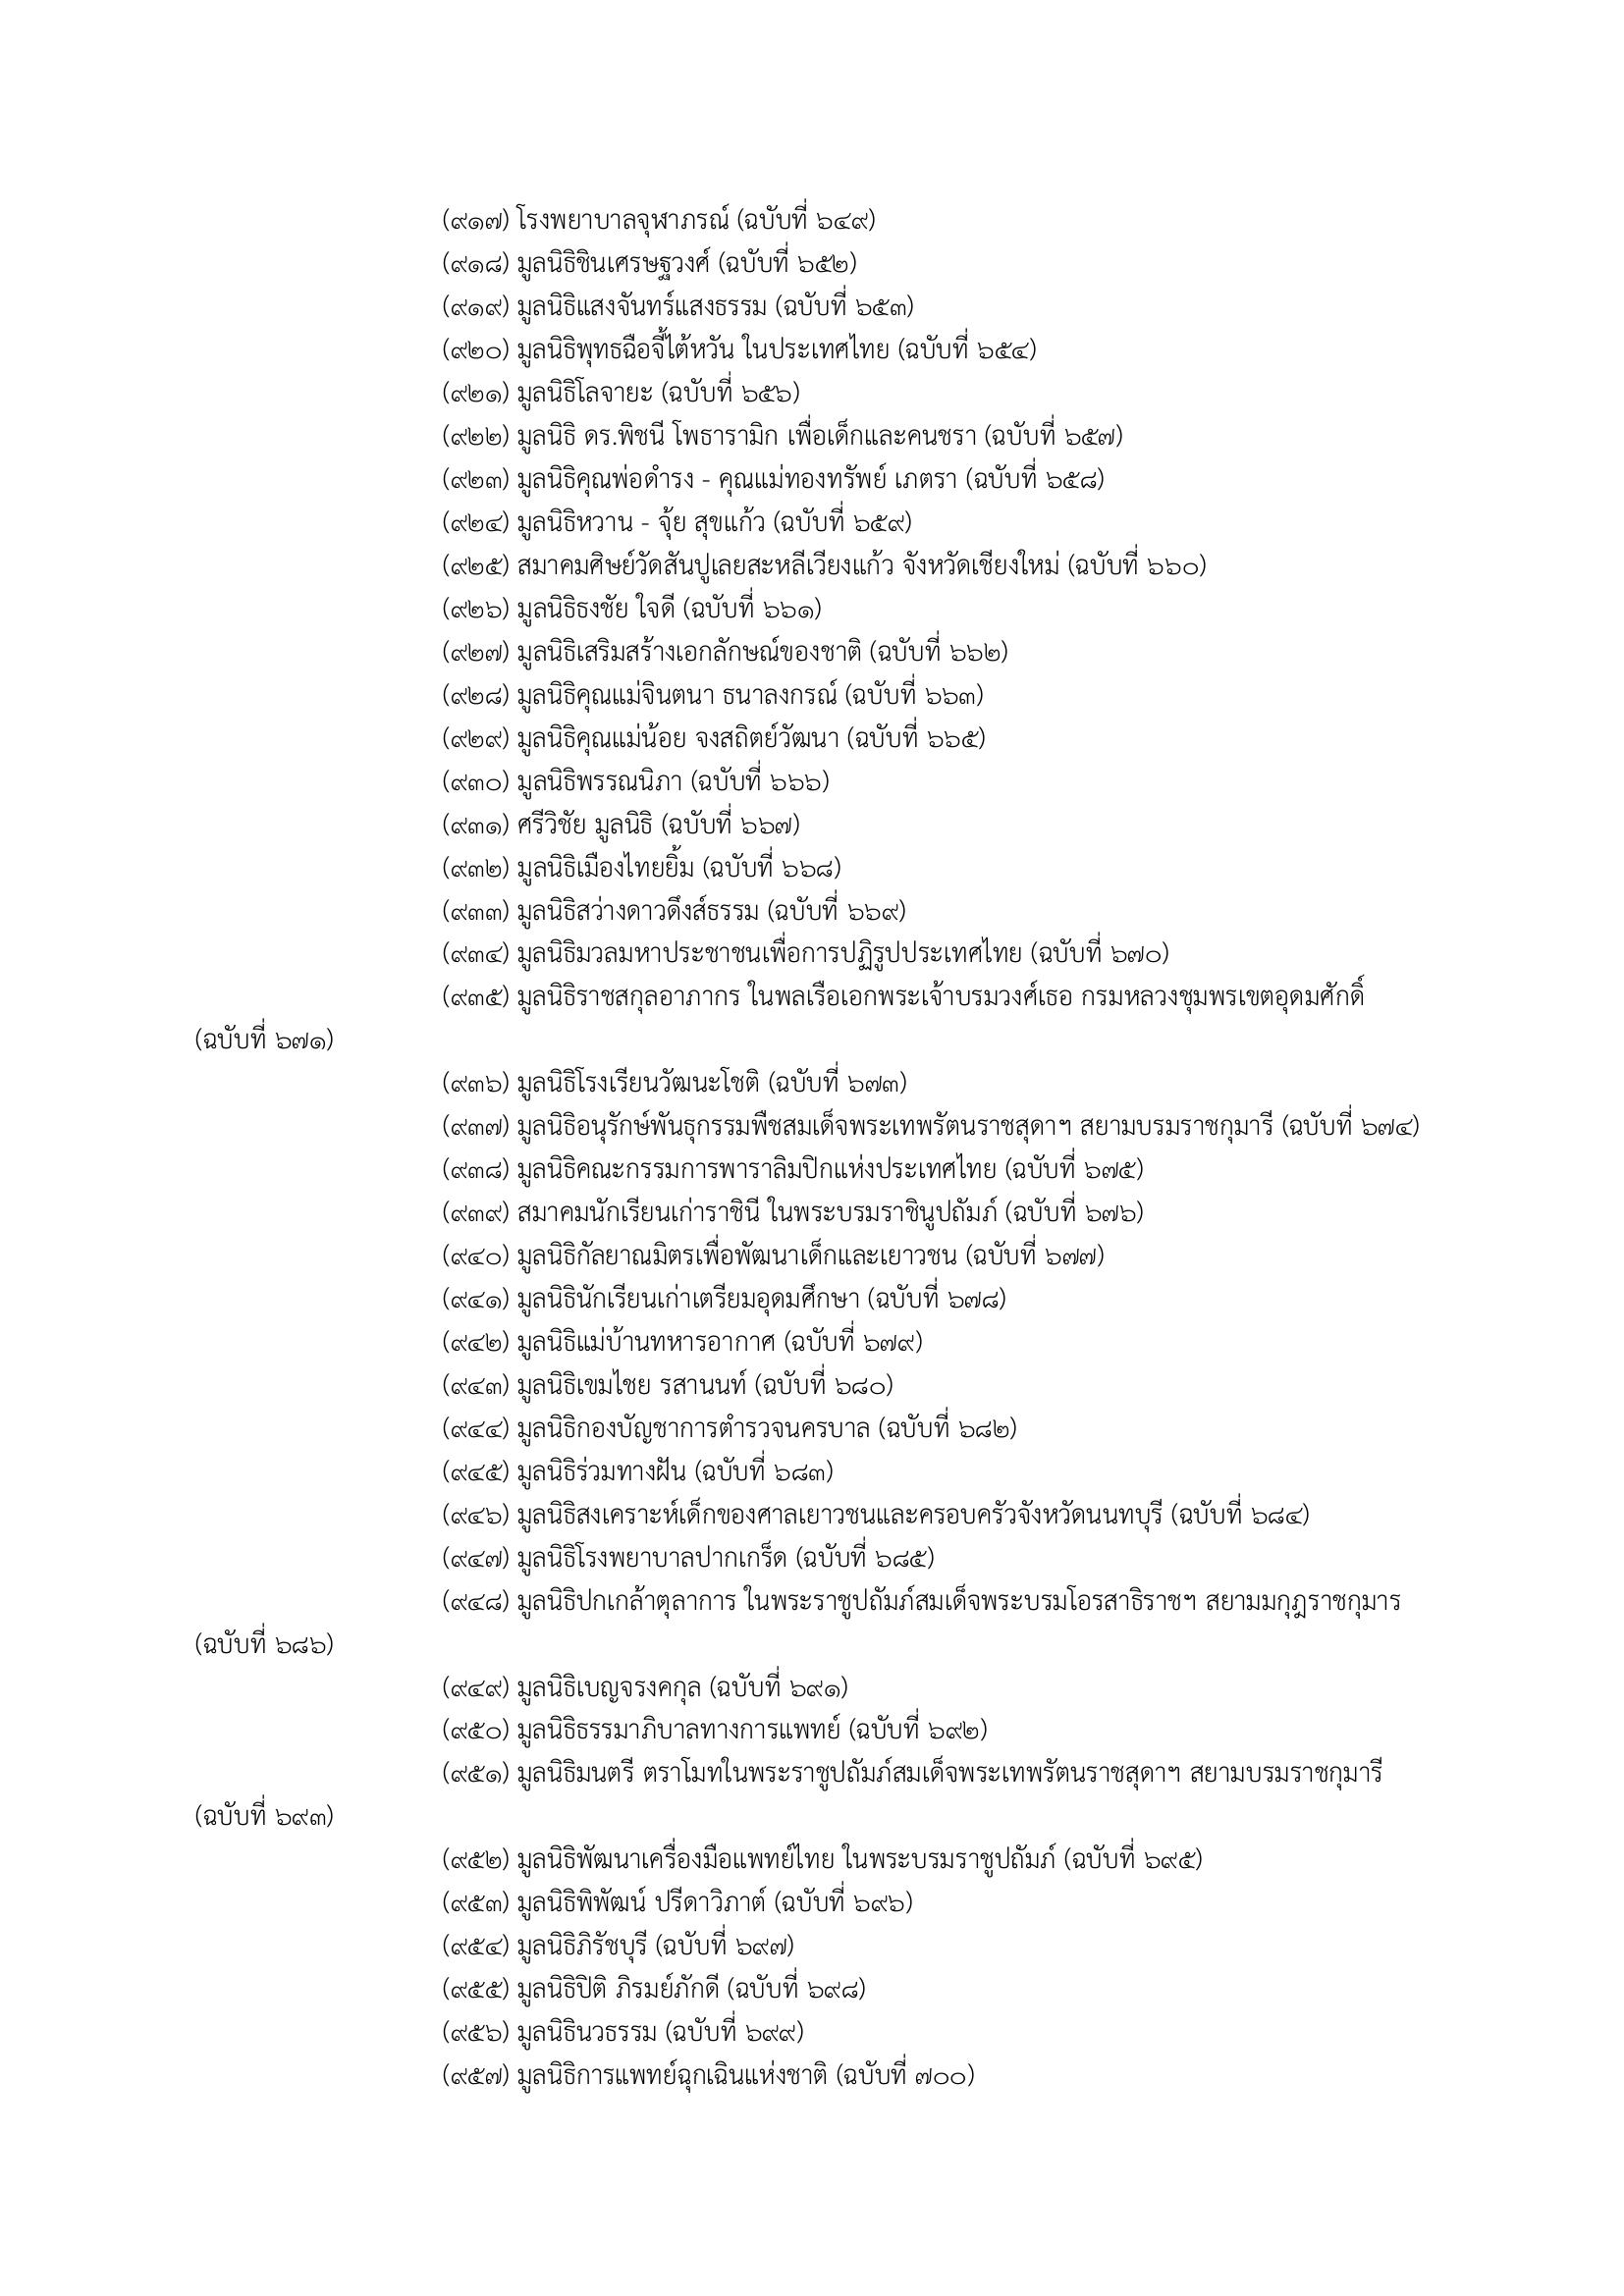 (๙๑๗) โรงพยาบาลจุฬาภรณ์ (ฉบับที่ ๖๔๙)
(๙๑๘) มูลนิธิชินเศรษฐวงศ์ (ฉบับที่ ๖๕๒)
(๙๑๙) มูลนิธิแสงจันทร์แสงธรรม (ฉบับที่ ๖๕๓)
(๙๒๐) มูลนิธิพุทธฉือจี้ไต้หวัน ในประเทศไทย (ฉบับที่ ๖๕๔)
(๙๒๑) มูลนิธิโลจายะ (ฉบับที่ ๖๕๖)
(๙๒๒) มูลนิธิ ดร.พิชนี โพธารามิก เพื่อเด็กและคนชรา (ฉบับที่ ๖๕๗)
(๙๒๓) มูลนิธิคุณพ่อดำรง - คุณแม่ทองทรัพย์ เภตรา (ฉบับที่ ๖๕๘)
(๙๒๔) มูลนิธิหวาน - จุ้ย สุขแก้ว (ฉบับที่ ๖๕๙)
(๙๒๕) สมาคมศิษย์วัดสันปูเลยสะหลีเวียงแก้ว จังหวัดเชียงใหม่ (ฉบับที่ ๖๖๐)
(๙๒๖) มูลนิธิธงชัย ใจดี (ฉบับที่ ๖๖๑)
(๙๒๗) มูลนิธิเสริมสร้างเอกลักษณ์ของชาติ (ฉบับที่ ๖๖๒)
(๙๒๘) มูลนิธิคุณแม่จินตนา ธนาลงกรณ์ (ฉบับที่ ๖๖๓)
(๙๒๙) มูลนิธิคุณแม่น้อย จงสถิตย์วัฒนา (ฉบับที่ ๖๖๕)
(๙๓๐) มูลนิธิพรรณนิภา (ฉบับที่ ๖๖๖)
(๙๓๑) ศรีวิชัย มูลนิธิ (ฉบับที่ ๖๖๗)
(๙๓๒) มูลนิธิเมืองไทยยิ้ม (ฉบับที่ ๖๖๘)
(๙๓๓) มูลนิธิสว่างดาวดึงส์ธรรม (ฉบับที่ ๖๖๙)
(๙๓๔) มูลนิธิมวลมหาประชาชนเพื่อการปฏิรูปประเทศไทย (ฉบับที่ ๖๗๐)
(๙๓๕) มูลนิธิราชสกุลอาภากร ในพลเรือเอกพระเจ้าบรมวงศ์เธอ กรมหลวงชุมพรเขตอุดมศักดิ์
(ฉบับที่ ๖๗๑)
(๙๓๖) มูลนิธิโรงเรียนวัฒนะโชติ (ฉบับที่ ๖๗๓)
(๙๓๗) มูลนิธิอนุรักษ์พันธุกรรมพืชสมเด็จพระเทพรัตนราชสุดาฯ สยามบรมราชกุมารี (ฉบับที่ ๖๗๔)
(๙๓๘) มูลนิธิคณะกรรมการพาราลิมปิกแห่งประเทศไทย (ฉบับที่ ๖๗๕)
(๙๓๙) สมาคมนักเรียนเก่าราชินี ในพระบรมราชินูปถัมภ์ (ฉบับที่ ๖๗๖)
(๙๔๐) มูลนิธิกัลยาณมิตรเพื่อพัฒนาเด็กและเยาวชน (ฉบับที่ ๖๗๗)
(๙๔๑) มูลนิธินักเรียนเก่าเตรียมอุดมศึกษา (ฉบับที่ ๖๗๘)
(๙๔๒) มูลนิธิแม่บ้านทหารอากาศ (ฉบับที่ ๖๗๙)
(๙๔๓) มูลนิธิเขมไชย รสานนท์ (ฉบับที่ ๖๘๐)
(๙๔๔) มูลนิธิกองบัญชาการตำรวจนครบาล (ฉบับที่ ๖๘๒)
(๙๔๕) มูลนิธิร่วมทางฝัน (ฉบับที่ ๖๘๓)
(๙๔๖) มูลนิธิสงเคราะห์เด็กของศาลเยาวชนและครอบครัวจังหวัดนนทบุรี (ฉบับที่ ๖๘๔)
(๙๔๗) มูลนิธิโรงพยาบาลปากเกร็ด (ฉบับที่ ๖๘๕)
(๙๔๘) มูลนิธิปกเกล้าตุลาการ ในพระราชูปถัมภ์สมเด็จพระบรมโอรสาธิราชฯ สยามมกุฎราชกุมาร
(ฉบับที่ ๖๘๖)
(๙๔๙) มูลนิธิเบญจรงคกุล (ฉบับที่ ๖๙๑)
(๙๕๐) มูลนิธิธรรมาภิบาลทางการแพทย์ (ฉบับที่ ๖๙๒)
(๙๕๑) มูลนิธิมนตรี ตราโมทในพระราชูปถัมภ์สมเด็จพระเทพรัตนราชสุดาฯ สยามบรมราชกุมารี
(ฉบับที่ ๖๙๓)
(๙๕๒) มูลนิธิพัฒนาเครื่องมือแพทย์ไทย ในพระบรมราชูปถัมภ์ (ฉบับที่ ๖๙๕)
(๙๕๓) มูลนิธิพิพัฒน์ ปรีดาวิภาต์ (ฉบับที่ ๖๙๖)
(๙๕๔) มูลนิธิภิรัชบุรี (ฉบับที่ ๖๙๗)
(๙๕๕) มูลนิธิปิติ ภิรมย์ภักดี (ฉบับที่ ๖๙๘)
(๙๕๖) มูลนิธินวธรรม (ฉบับที่ ๖๙๙)
(๙๕๗) มูลนิธิการแพทย์ฉุกเฉินแห่งชาติ (ฉบับที่ ๗๐๐)